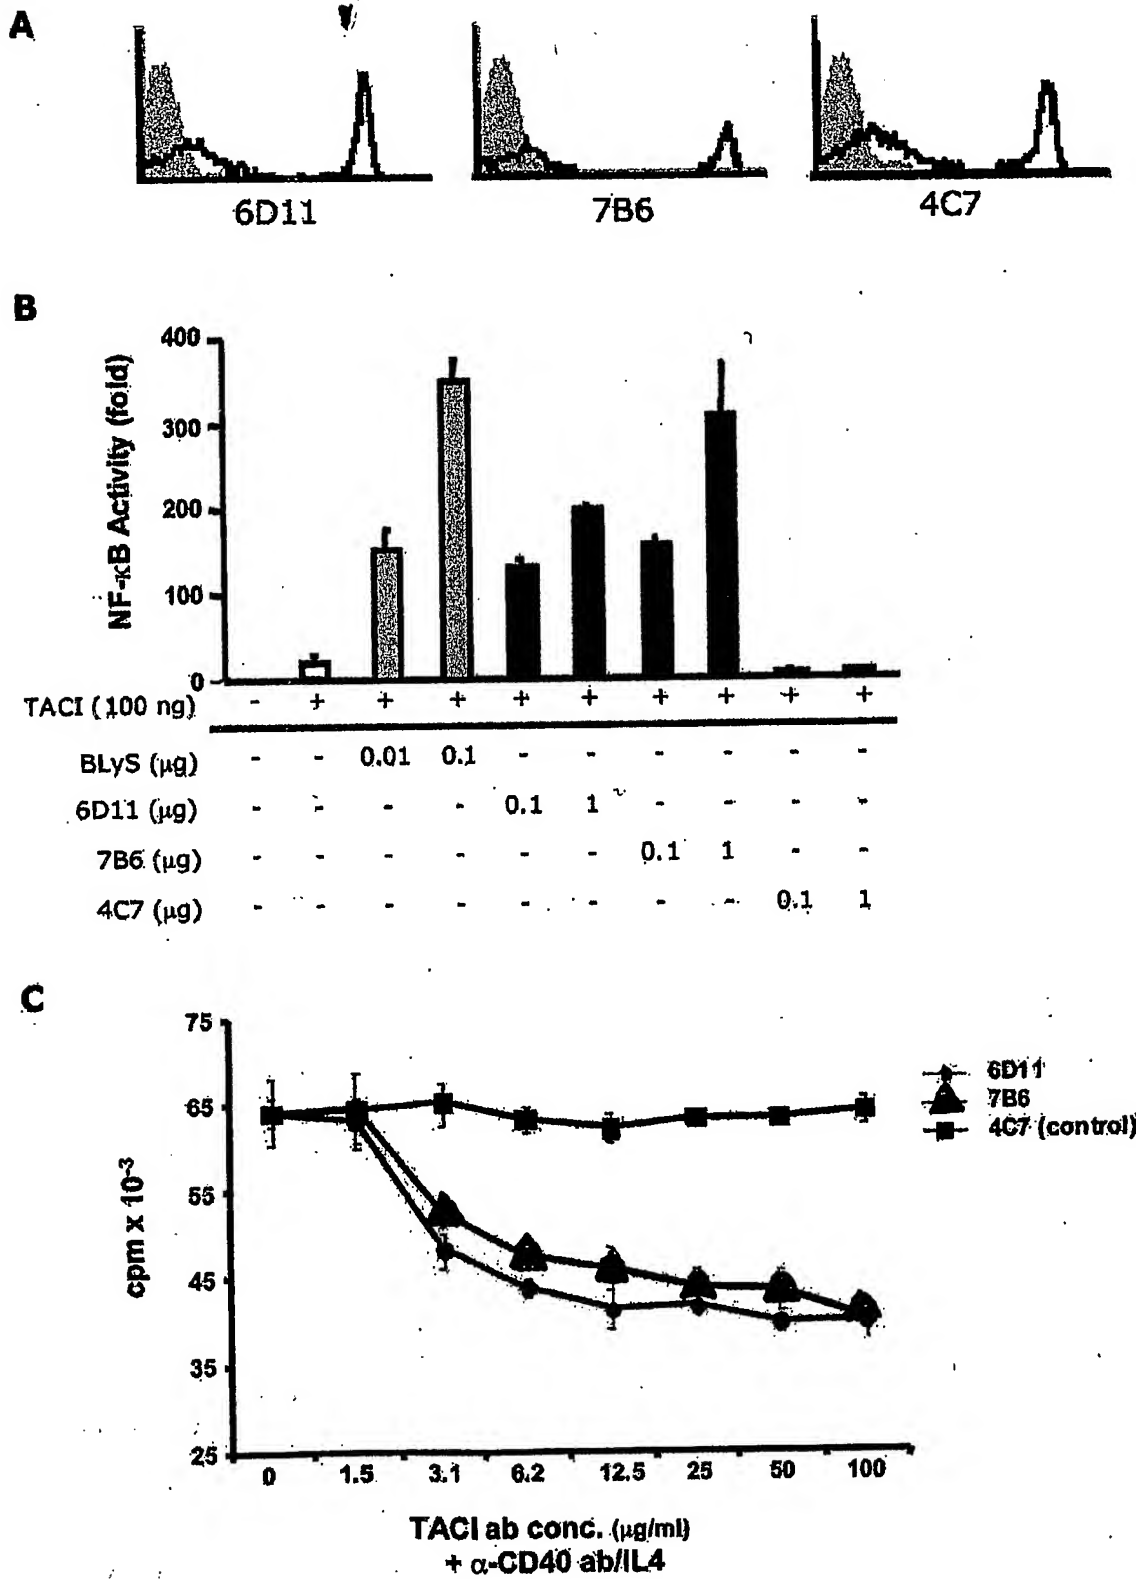 A
6D11 7B6 4C7
B
NF-κB Activity (fold)
400
300
200
100
0
TACI (100 ng) - + + + + + + + + +
BLyS (μg) - - 0.01 0.1 - - - - - -
6D11 (μg) - - - - 0.1 1 - - - -
7B6 (μg) - - - - - - 0.1 1 - -
4C7 (μg) - - - - - - - - 0.1 1
C
cpm x 10-3
75
65
55
45
35
25
6D11
7B6
4C7 (control)
0 1.5 3.1 6.2 12.5 25 50 100
TACI ab conc. (μg/ml)
+ α-CD40 ab/IL4